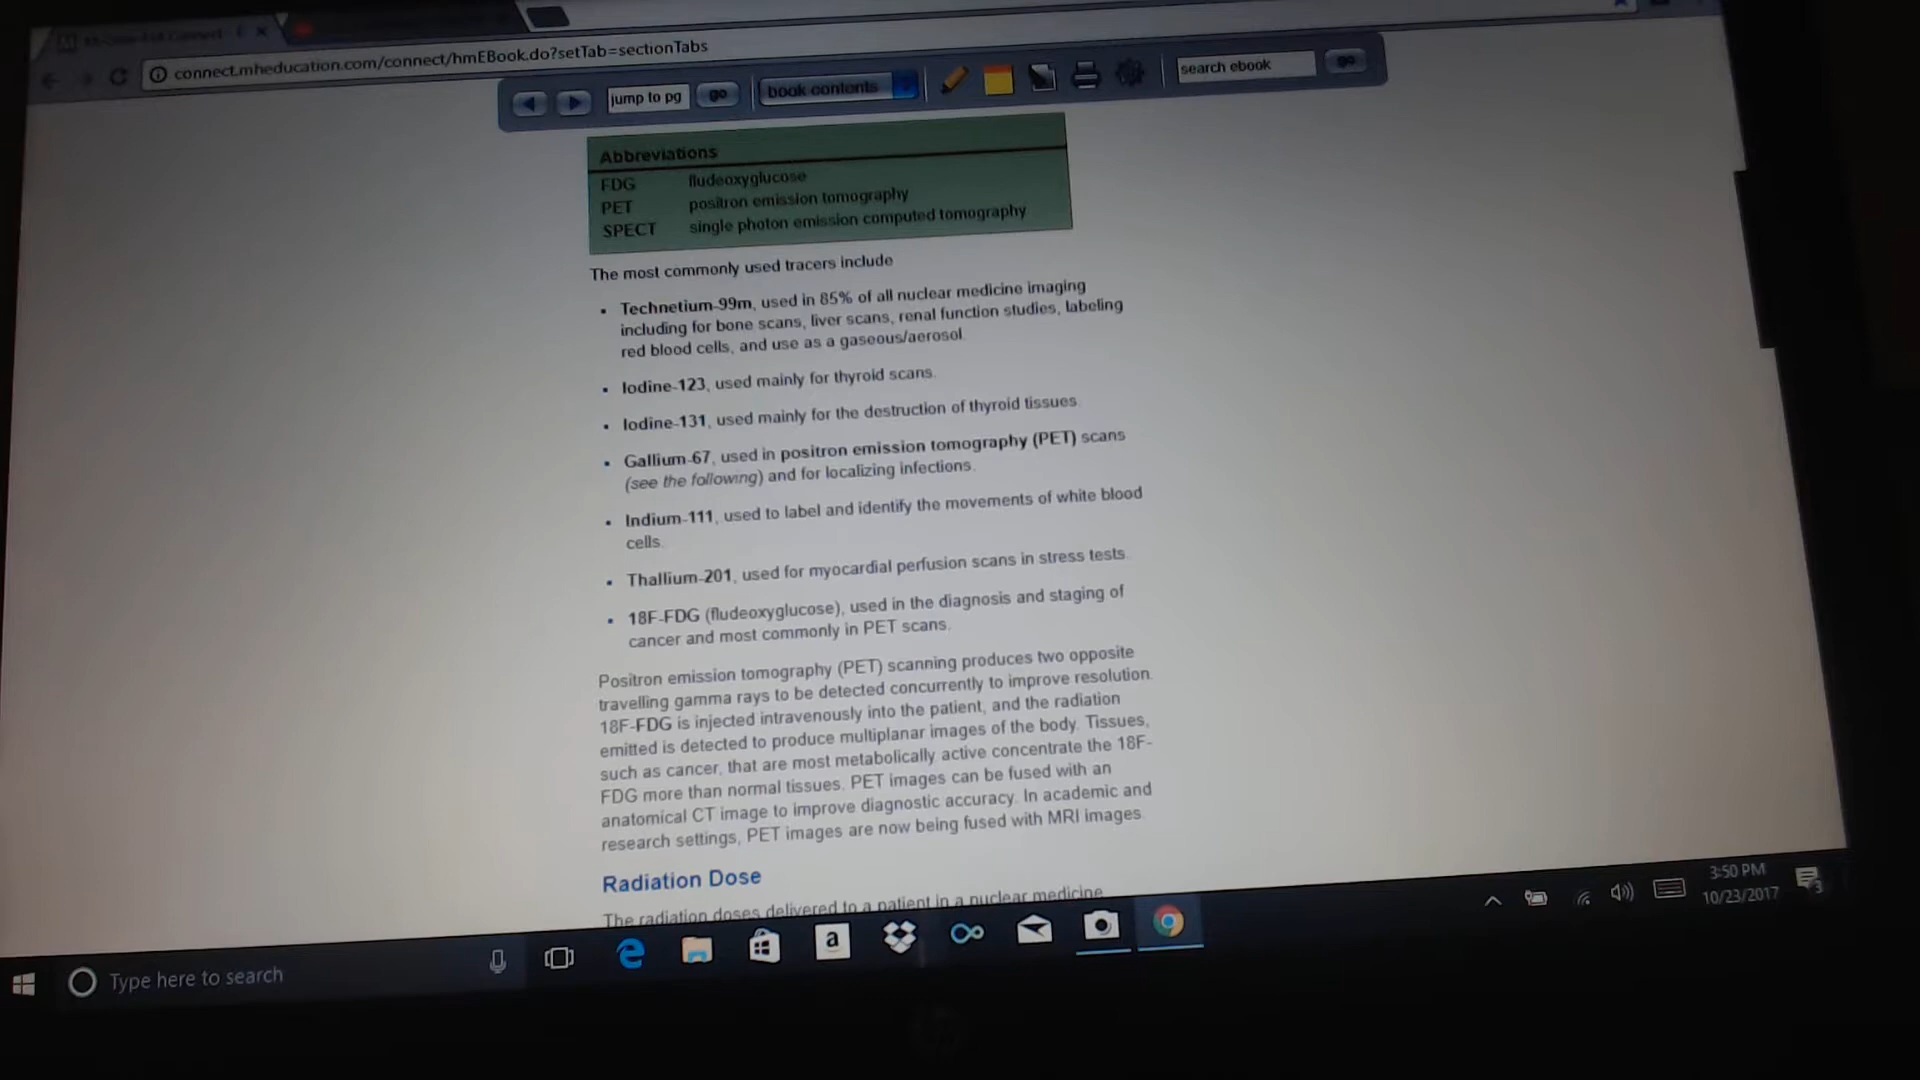 connect.mheducation.com/connect/hmEBook.do?setTab=sectionTabs
jump to pg go book contents search ebook go
Abbreviations
FDG fludeoxyglucose
PET positron emission tomography
SPECT single photon emission computed tomography
The most commonly used tracers include
• Technetium-99m, used in 85% of all nuclear medicine imaging
including for bone scans, liver scans, renal function studies, labeling
red blood cells, and use as a gaseous/aerosol.
• Iodine-123, used mainly for thyroid scans.
• Iodine-131, used mainly for the destruction of thyroid tissues.
• Gallium-67, used in positron emission tomography (PET) scans
(see the following) and for localizing infections.
• Indium-111, used to label and identify the movements of white blood
cells.
• Thallium-201, used for myocardial perfusion scans in stress tests.
• 18F-FDG (fludeoxyglucose), used in the diagnosis and staging of
cancer and most commonly in PET scans.
Positron emission tomography (PET) scanning produces two opposite
travelling gamma rays to be detected concurrently to improve resolution.
18F-FDG is injected intravenously into the patient, and the radiation
emitted is detected to produce multiplanar images of the body. Tissues,
such as cancer, that are most metabolically active concentrate the 18F-
FDG more than normal tissues. PET images can be fused with an
anatomical CT image to improve diagnostic accuracy. In academic and
research settings, PET images are now being fused with MRI images.
Radiation Dose
The radiation doses delivered to a patient in a nuclear medicine
3:50 PM
10/23/2017
3
a
Type here to search
hp